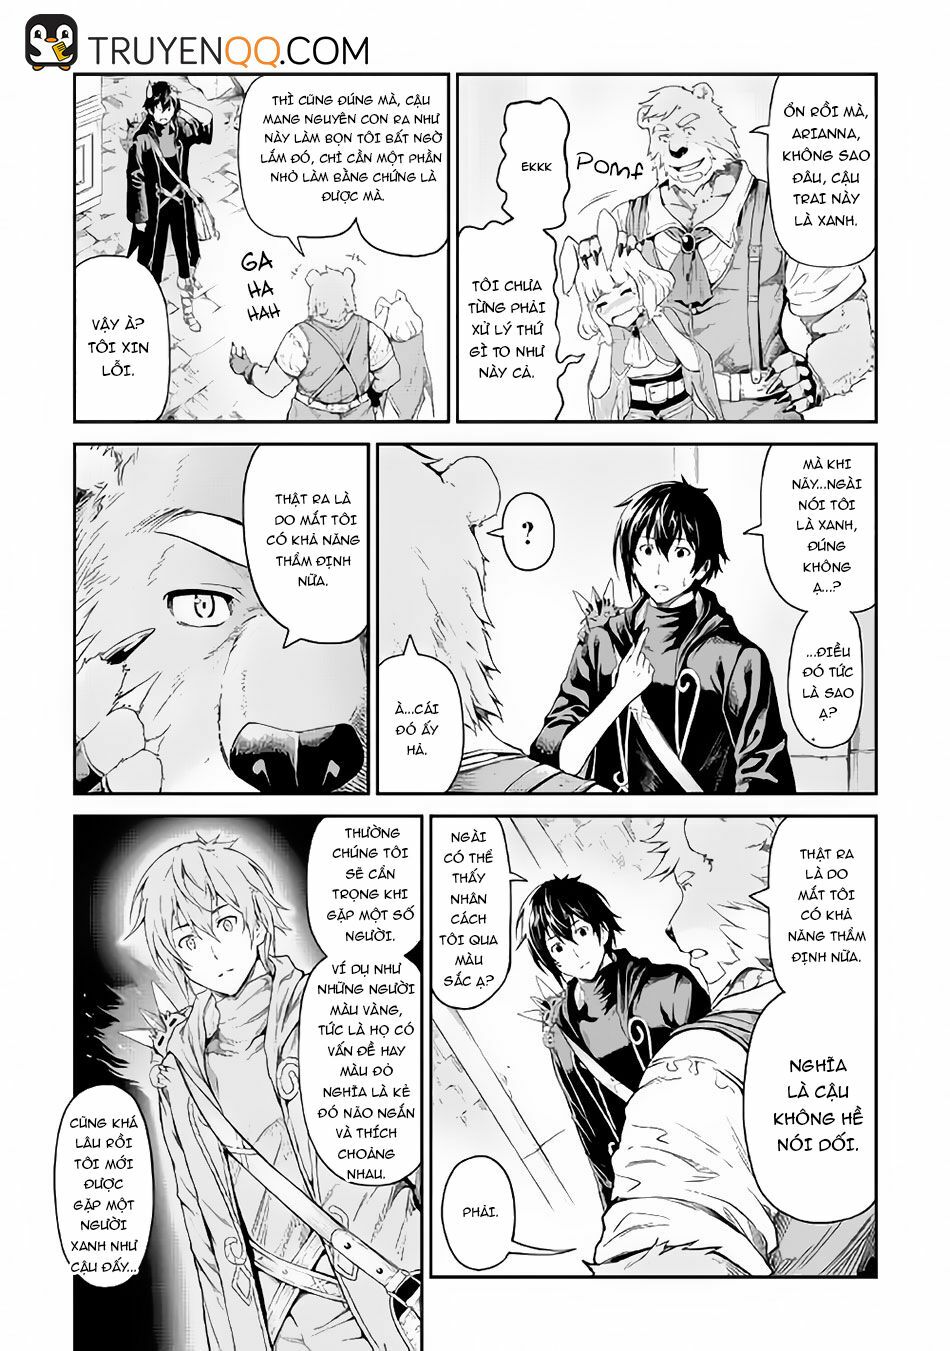 TRUYENQQ.COM
ỔN RỒI MÀ,
ARIANNA,
KHÔNG SAO
ĐÂU, CẬU
TRAI NÀY
LÀ XANH.
POMF
EKKK
TÔI CHƯA
TỪNG PHẢI
XỬ LÝ THỨ
GÌ TO NHƯ
NÀY CẢ.
THÌ CŨNG ĐÚNG MÀ, CẬU
MANG NGUYÊN CON RA NHƯ
NÀY LÀM BỌN TÔI BẤT NGỜ
LẮM ĐÓ, CHỈ CẦN MỘT PHẦN
NHỎ LÀM BẰNG CHỨNG LÀ
ĐƯỢC MÀ.
GA
HA
HAH
VẬY À?
TÔI XIN
LỖI.
MÀ KHI
NÃY...NGÀI
NÓI TÔI
LÀ XANH,
ĐÚNG
KHÔNG
Ạ...?
...ĐIỀU
ĐÓ TỨC
LÀ SAO
Ạ?
?
À...CÁI
ĐÓ ẤY
HẢ.
THẬT RA LÀ
DO MẮT TÔI
CÓ KHẢ NĂNG
THẨM ĐỊNH
NỮA.
THẬT RA
LÀ DO
MẮT TÔI
CÓ KHẢ
NĂNG THẨM
ĐỊNH NỮA.
NGHĨA
LÀ CẬU
KHÔNG HỀ
NÓI DỐI.
NGÀI
CÓ THỂ
THẤY
NHÂN
CÁCH
TÔI QUA
MÀU
SẮC Ạ?
PHẢI.
THƯỜNG
CHÚNG TÔI
SẼ CẨN
TRỌNG KHI
GẶP MỘT SỐ
NGƯỜI.
VÍ DỤ NHƯ
NHỮNG NGƯỜI
MÀU VÀNG,
TỨC LÀ HỌ CÓ
VẤN ĐỀ HAY
MÀU ĐỎ
NGHĨA LÀ KẺ
ĐÓ NÃO NGẮN
VÀ THÍCH
CHOẢNG
NHAU.
CŨNG KHÁ
LÂU RỒI
TÔI MỚI
ĐƯỢC
GẶP MỘT
NGƯỜI
XANH NHƯ
CẬU ĐẤY...